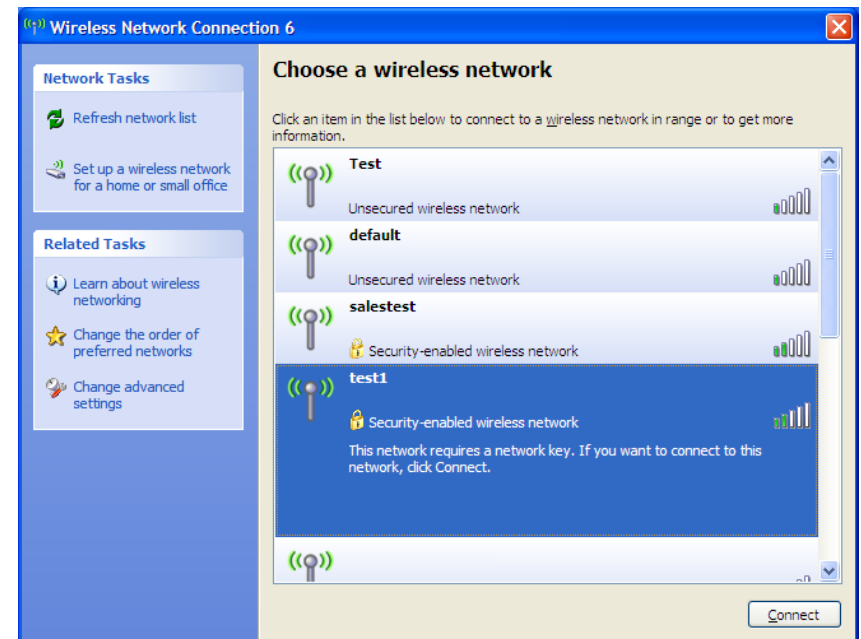 Wireless Network Connection 6
Network Tasks
Refresh network list
Set up a wireless network
for a home or small office
Related Tasks
Learn about wireless
networking
Change the order of
preferred networks
Change advanced
settings
Choose a wireless network
Click an item in the list below to connect to a wireless network in range or to get more
information.
Test
Unsecured wireless network
default
Unsecured wireless network
salestest
Security-enabled wireless network
test1
Security-enabled wireless network
This network requires a network key. If you want to connect to this
network, click Connect.
Connect